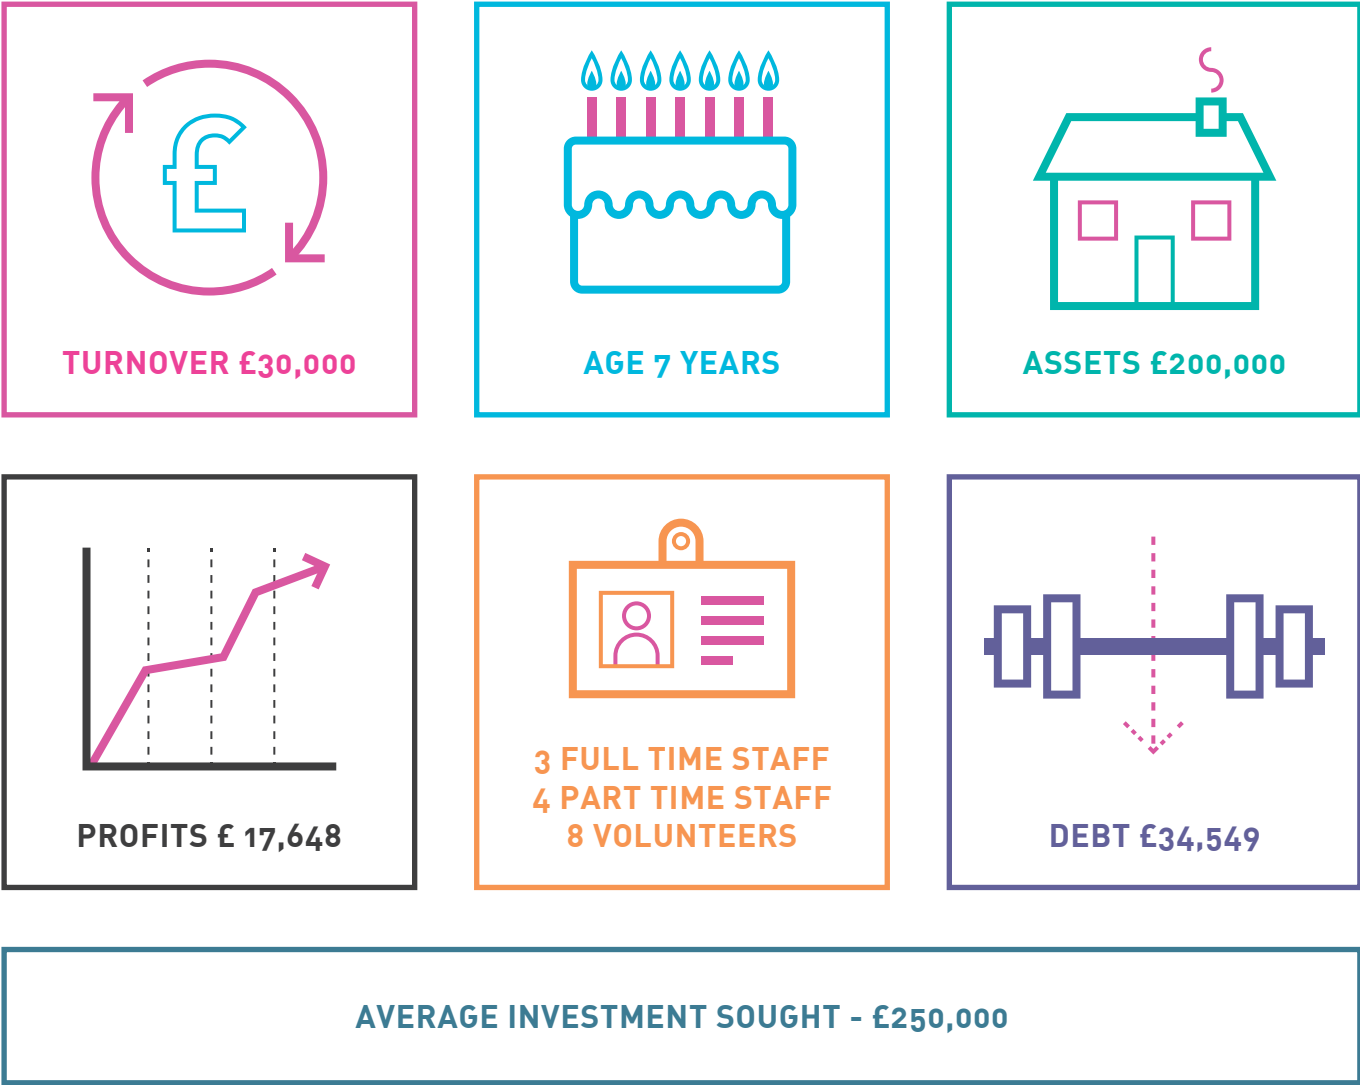 £
TURNOVER £30,000
AGE 7 YEARS
ASSETS £200,000
PROFITS £ 17,648
3 FULL TIME STAFF
4 PART TIME STAFF
8 VOLUNTEERS
DEBT £34,549
AVERAGE INVESTMENT SOUGHT - £250,000